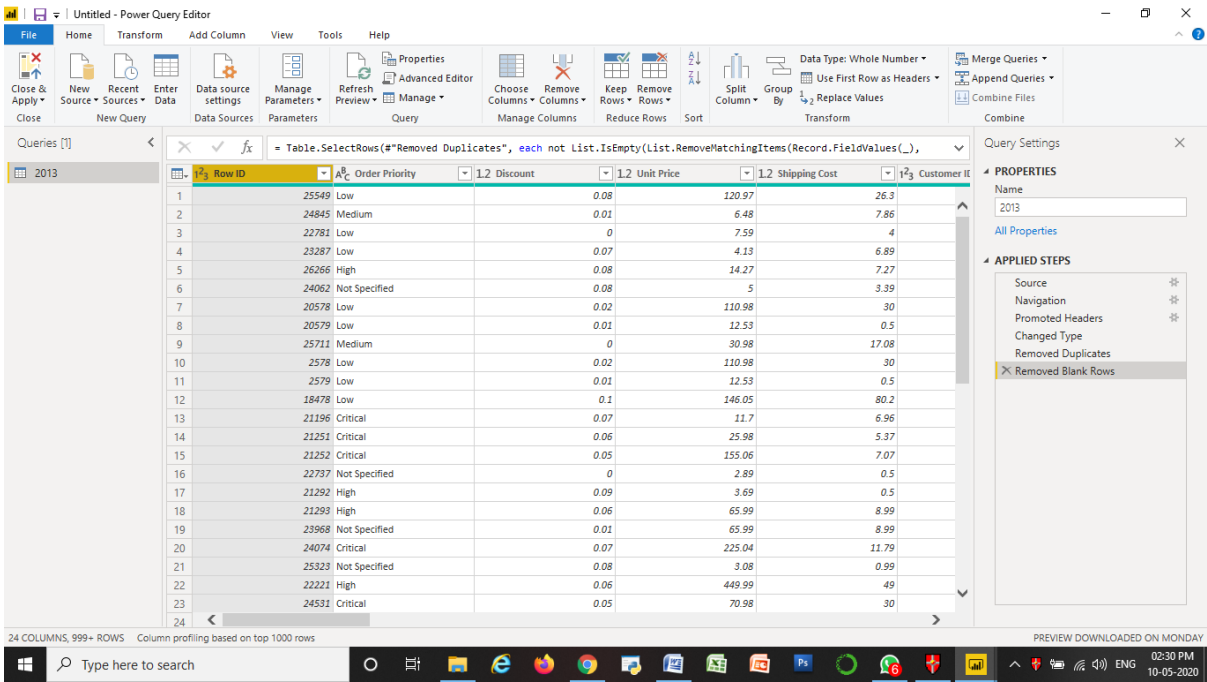 Untitled - Power Query Editor
File Home Transform Add Column View Tools Help
Close & Apply
New Source
Recent Sources
Enter Data
Data source settings
Manage Parameters
Refresh Preview
Properties
Advanced Editor
Manage
Choose Columns
Remove Columns
Keep Rows
Remove Rows
Split Column
Group By
Data Type: Whole Number
Use First Row as Headers
Replace Values
Merge Queries
Append Queries
Combine Files
Close New Query Data Sources Parameters Query Manage Columns Reduce Rows Sort Transform Combine
Queries [1]
2013
= Table.SelectRows(#"Removed Duplicates", each not List.IsEmpty(List.RemoveMatchingItems(Record.FieldValues(_),
Row ID Order Priority 1.2 Discount 1.2 Unit Price 1.2 Shipping Cost Customer ID
1 25549 Low 0.08 120.97 26.3
2 24845 Medium 0.01 6.48 7.86
3 22781 Low 0 7.59 4
4 23287 Low 0.07 4.13 6.89
5 26266 High 0.08 14.27 7.27
6 24062 Not Specified 0.08 5 3.39
7 20578 Low 0.02 110.98 30
8 20579 Low 0.01 12.53 0.5
9 25711 Medium 0 30.98 17.08
10 2578 Low 0.02 110.98 30
11 2579 Low 0.01 12.53 0.5
12 18478 Low 0.1 146.05 80.2
13 21196 Critical 0.07 11.7 6.96
14 21251 Critical 0.06 25.98 5.37
15 21252 Critical 0.05 155.06 7.07
16 22737 Not Specified 0 2.89 0.5
17 21292 High 0.09 3.69 0.5
18 21293 High 0.06 65.99 8.99
19 23968 Not Specified 0.01 65.99 8.99
20 24074 Critical 0.07 225.04 11.79
21 25323 Not Specified 0.08 3.08 0.99
22 22221 High 0.06 449.99 49
23 24531 Critical 0.05 70.98 30
24
Query Settings
PROPERTIES
Name
2013
All Properties
APPLIED STEPS
Source
Navigation
Promoted Headers
Changed Type
Removed Duplicates
Removed Blank Rows
24 COLUMNS, 999+ ROWS Column profiling based on top 1000 rows
PREVIEW DOWNLOADED ON MONDAY
Type here to search
ENG
02:30 PM
10-05-2020